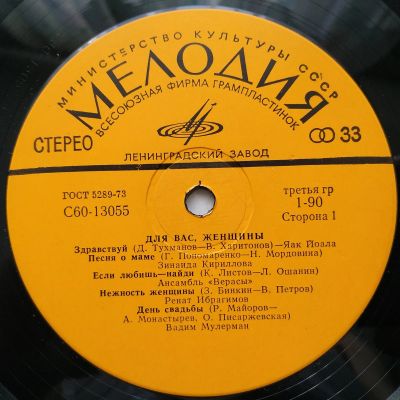 МИНИСТЕРСТВО КУЛЬТУРЫ СССР
МЕЛОДИЯ
ВСЕСОЮЗНАЯ ФИРМА ГРАМПЛАСТИНОК
СТЕРЕО
33
ЛЕНИНГРАДСКИЙ ЗАВОД
ГОСТ 5289-73
третья гр
С60-13055
1-90
Сторона 1
ДЛЯ ВАС, ЖЕНЩИНЫ
Здравствуй (Д. Тухманов—В. Харитонов)—Яак Йоала
Песня о маме (Г. Пономаренко—Н. Мордовина)
Зинаида Кириллова
Если любишь—найди (К. Листов—Л. Ошанин)
Ансамбль «Верасы»
Нежность женщины (З. Бинкин—В. Петров)
Ренат Ибрагимов
День свадьбы (Р. Майоров—
А. Монастырев, О. Писаржевская)
Вадим Мулерман